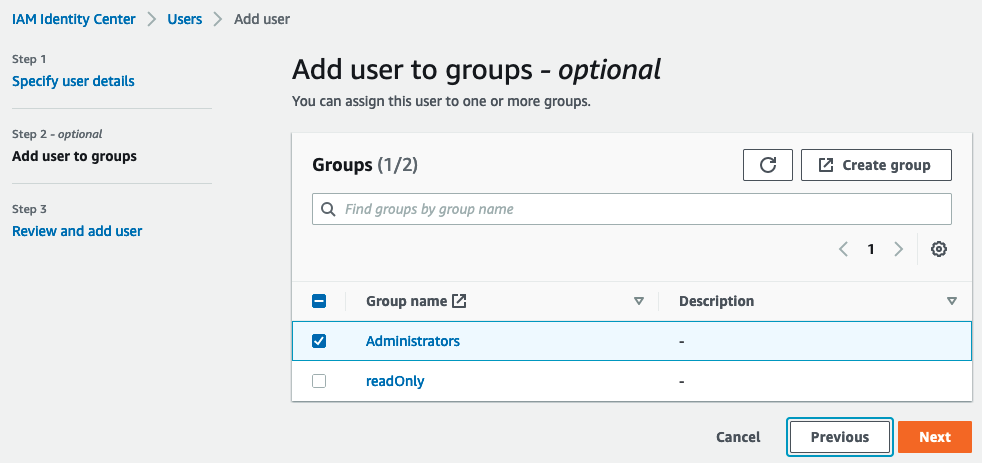 IAM Identity Center > Users > Add user
Step 1
Specify user details
Step 2 - optional
Add user to groups
Step 3
Review and add user
Add user to groups - optional
You can assign this user to one or more groups.
Groups (1/2)
Create group
Find groups by group name
1
Group name Description
Administrators -
readOnly -
Cancel Previous Next